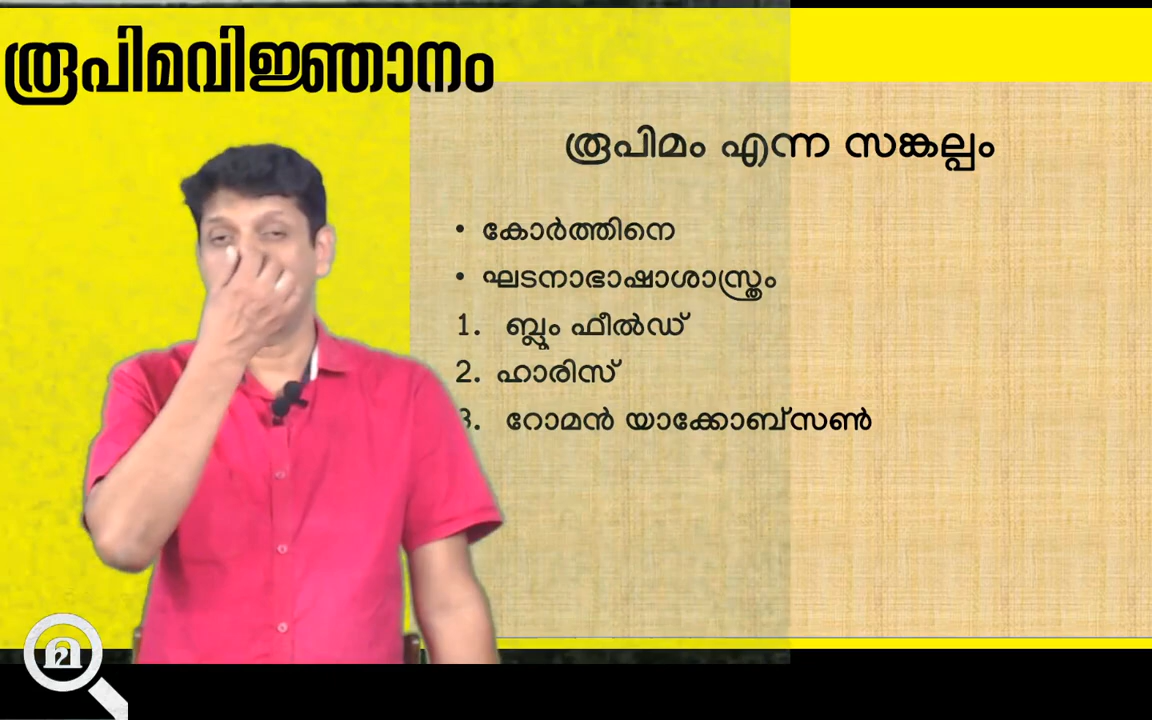 രൂപിമവിജ്ഞാനം
രൂപിമം എന്ന സങ്കല്പം
• കോർത്തിനെ
• ഘടനാഭാഷാശാസ്ത്രം
1. ബ്ലൂം ഫീൽഡ്
2. ഹാരിസ്
3. റോമൻ യാക്കോബ്സൺ
മ